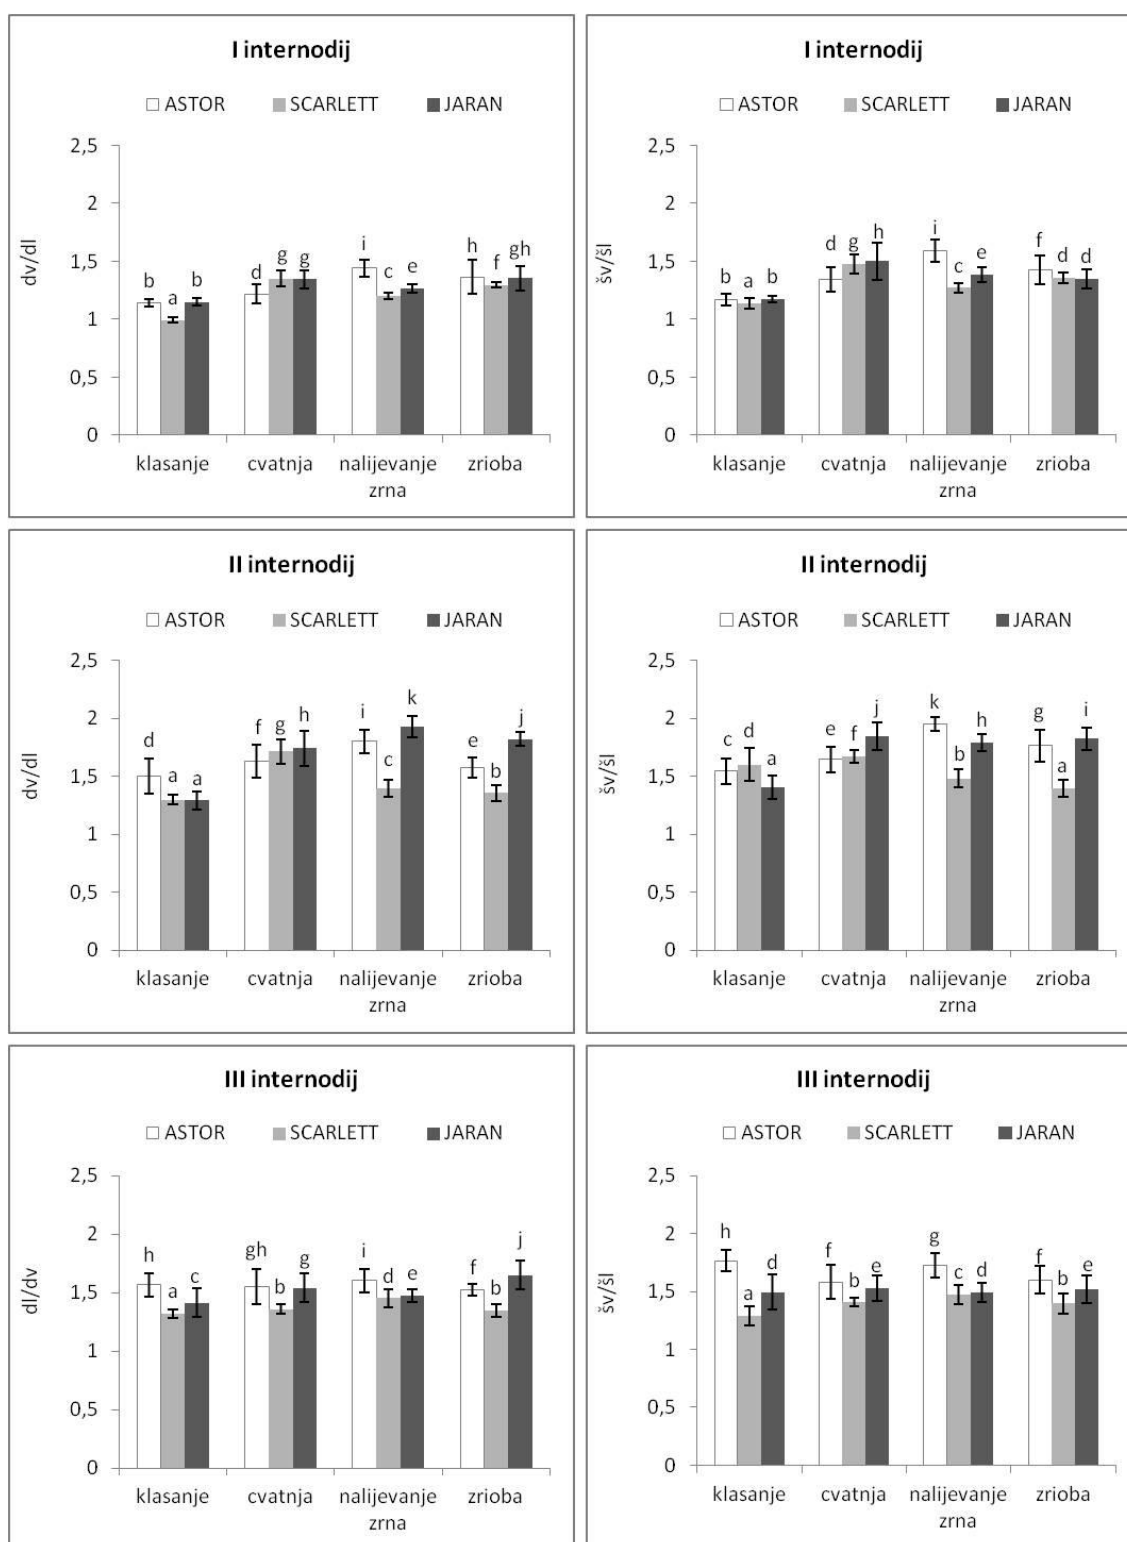 I internodij
ASTOR SCARLETT JARAN
dv/dl
2,5
2
1,5
1
0,5
0
b a b d g g i c e h f gh
klasanje cvatnja nalijevanje zrna zrioba
I internodij
ASTOR SCARLETT JARAN
šv/šl
2,5
2
1,5
1
0,5
0
b a b d g h i c e f d d
klasanje cvatnja nalijevanje zrna zrioba
II internodij
ASTOR SCARLETT JARAN
dv/dl
2,5
2
1,5
1
0,5
0
d a a f g h i c k e b j
klasanje cvatnja nalijevanje zrna zrioba
II internodij
ASTOR SCARLETT JARAN
šv/šl
2,5
2
1,5
1
0,5
0
c d a e f j k b h g a i
klasanje cvatnja nalijevanje zrna zrioba
III internodij
ASTOR SCARLETT JARAN
dl/dv
2,5
2
1,5
1
0,5
0
h a c gh b g i d e f b j
klasanje cvatnja nalijevanje zrna zrioba
III internodij
ASTOR SCARLETT JARAN
šv/šl
2,5
2
1,5
1
0,5
0
h a d f b e g c d f b e
klasanje cvatnja nalijevanje zrna zrioba